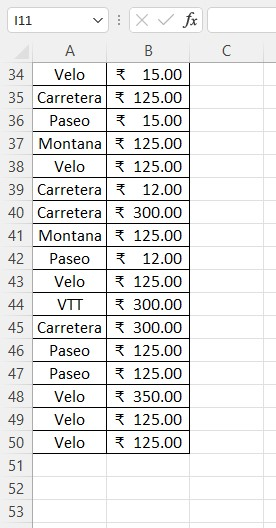 I11 fx
A B C
34 Velo ₹ 15.00
35 Carretera ₹ 125.00
36 Paseo ₹ 15.00
37 Montana ₹ 125.00
38 Velo ₹ 125.00
39 Carretera ₹ 12.00
40 Carretera ₹ 300.00
41 Montana ₹ 125.00
42 Paseo ₹ 12.00
43 Velo ₹ 125.00
44 VTT ₹ 300.00
45 Carretera ₹ 300.00
46 Paseo ₹ 125.00
47 Paseo ₹ 125.00
48 Velo ₹ 350.00
49 Velo ₹ 125.00
50 Velo ₹ 125.00
51
52
53